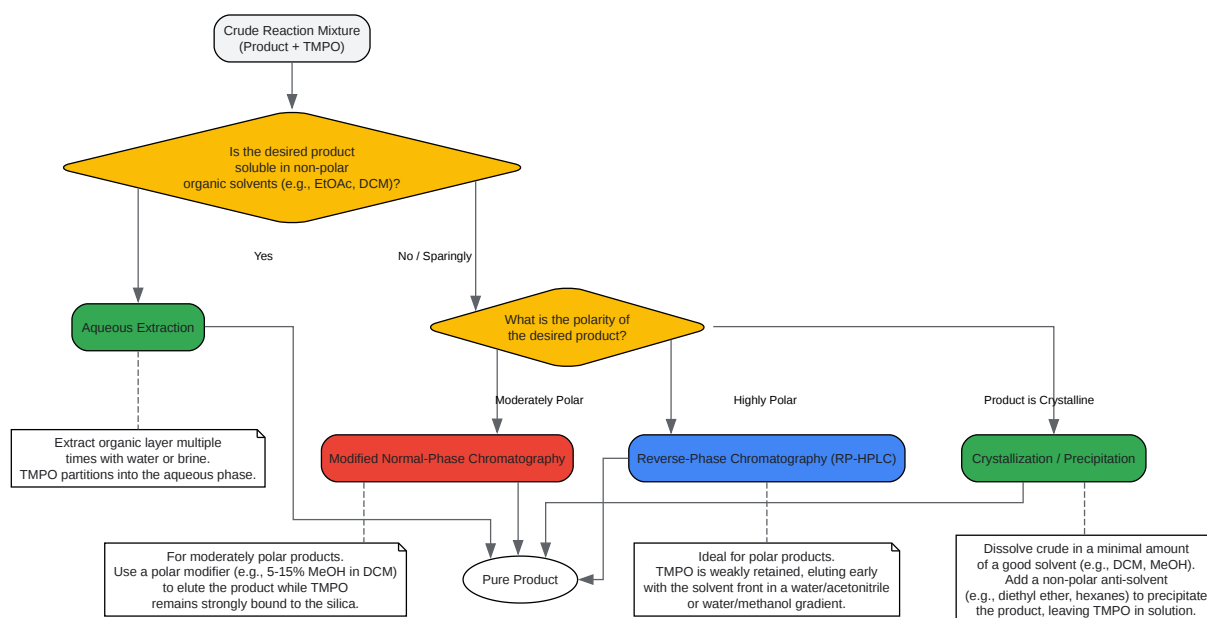 Crude Reaction Mixture
(Product + TMPO)
Is the desired product
soluble in non-polar
organic solvents (e.g., EtOAc, DCM)?
Yes
No / Sparingly
Aqueous Extraction
What is the polarity of
the desired product?
Moderately Polar
Highly Polar
Product is Crystalline
Extract organic layer multiple
times with water or brine.
TMPO partitions into the aqueous phase.
Modified Normal-Phase Chromatography
Reverse-Phase Chromatography (RP-HPLC)
Crystallization / Precipitation
For moderately polar products.
Use a polar modifier (e.g., 5-15% MeOH in DCM)
to elute the product while TMPO
remains strongly bound to the silica.
Pure Product
Ideal for polar products.
TMPO is weakly retained, eluting early
with the solvent front in a water/acetonitrile
or water/methanol gradient.
Dissolve crude in a minimal amount
of a good solvent (e.g., DCM, MeOH).
Add a non-polar anti-solvent
(e.g., diethyl ether, hexanes) to precipitate
the product, leaving TMPO in solution.